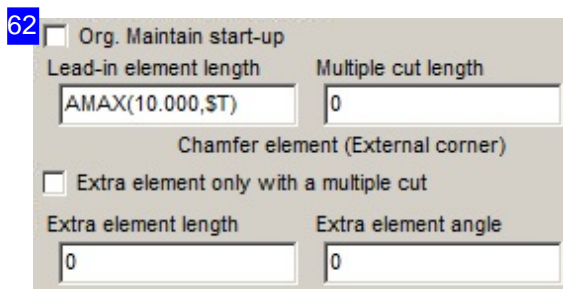 62
Org. Maintain start-up
Lead-in element length Multiple cut length
AMAX(10.000,$T) 0
Chamfer element (External corner)
Extra element only with a multiple cut
Extra element length Extra element angle
0 0